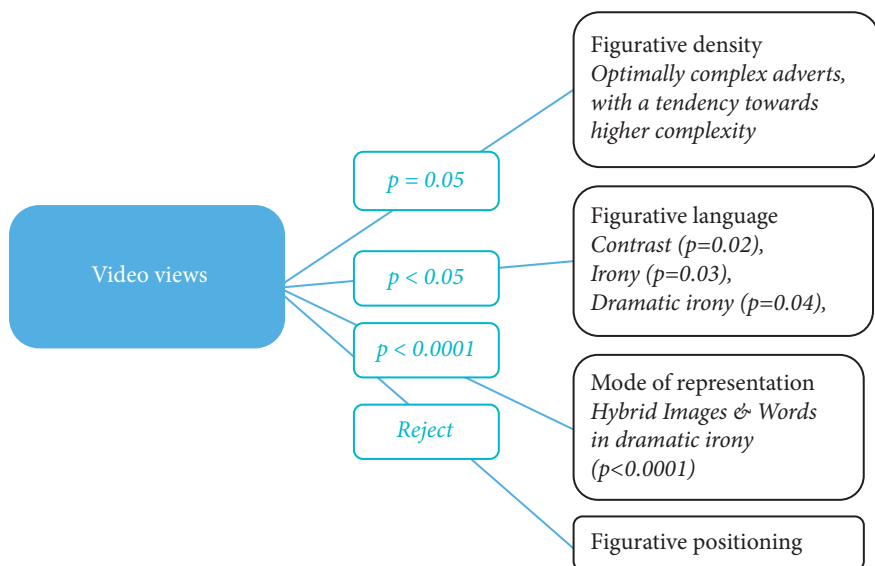 Video views
p = 0.05
p < 0.05
p < 0.0001
Reject
Figurative density
Optimally complex adverts,
with a tendency towards
higher complexity
Figurative language
Contrast (p=0.02),
Irony (p=0.03),
Dramatic irony (p=0.04),
Mode of representation
Hybrid Images & Words
in dramatic irony
(p<0.0001)
Figurative positioning